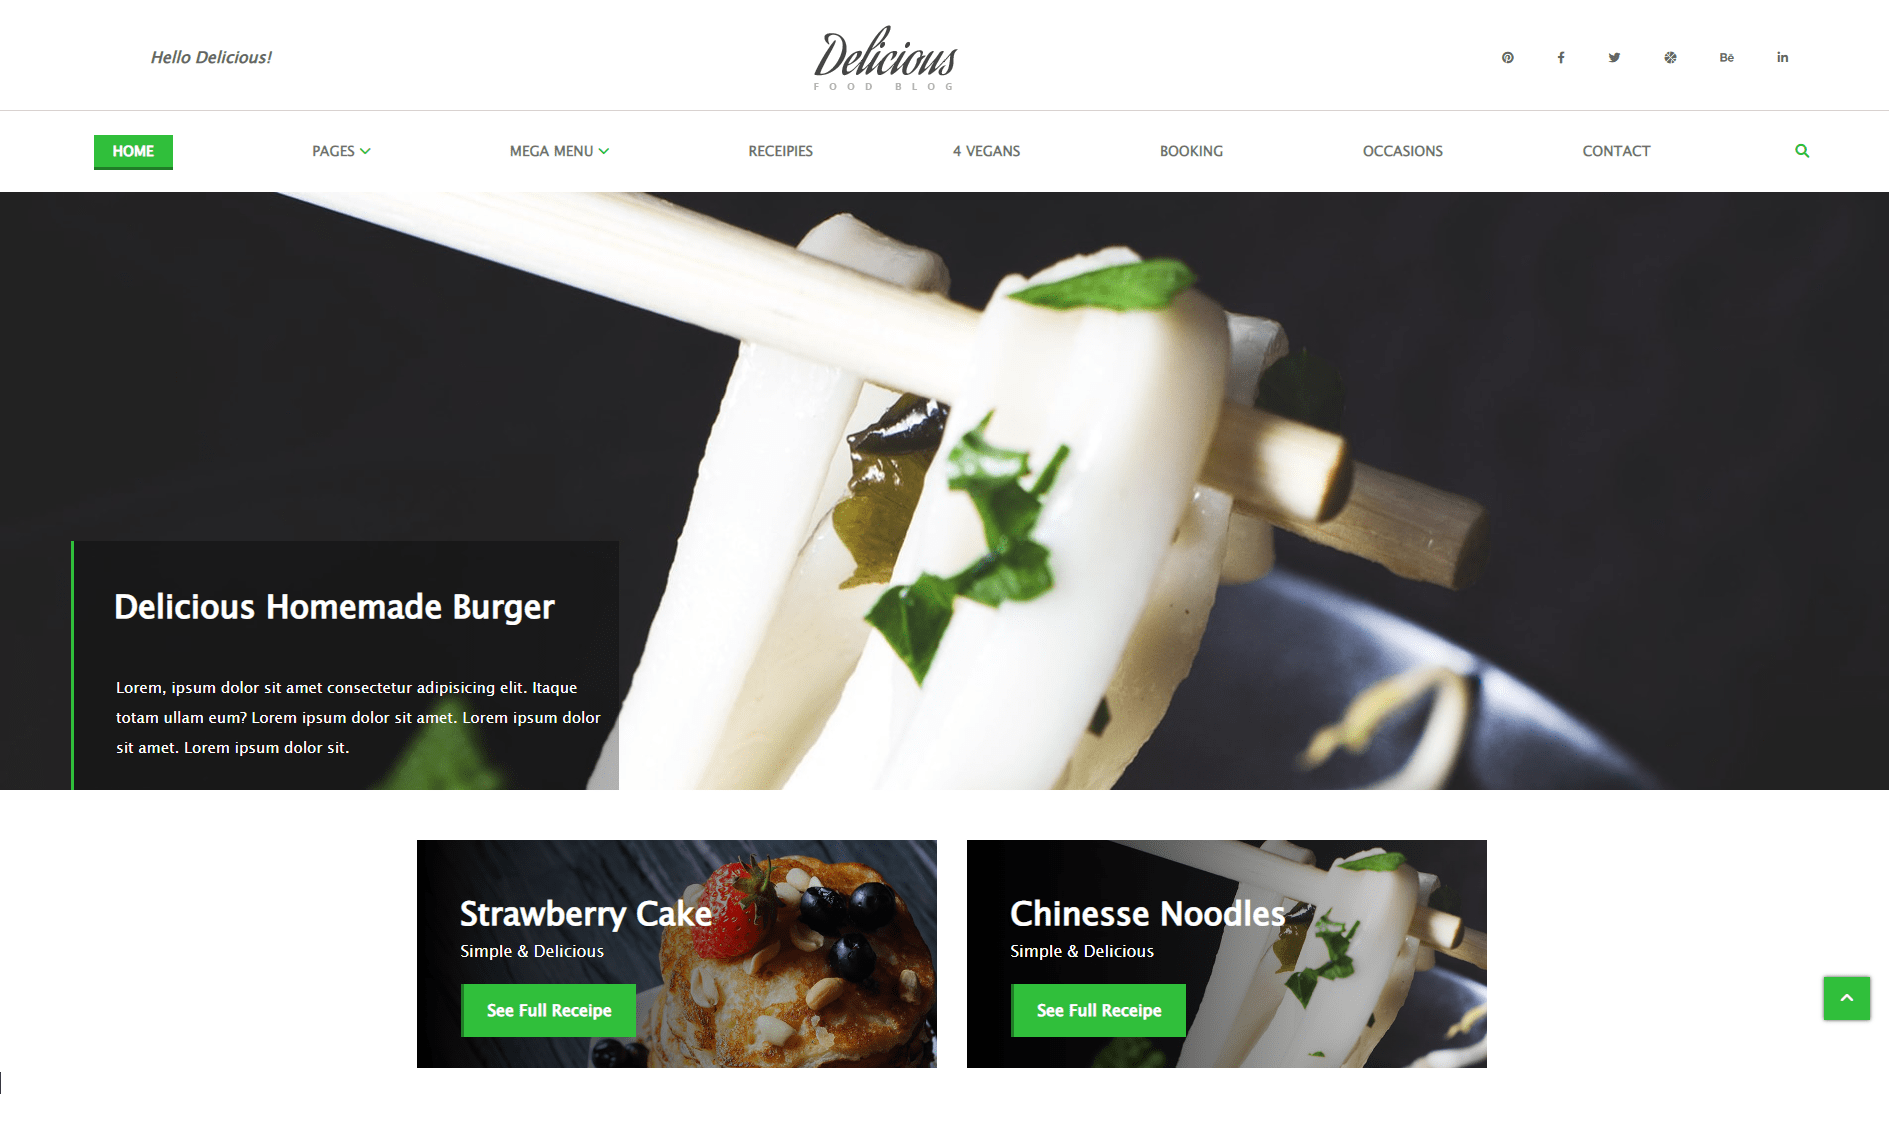 Hello Delicious!
Delicious
FOOD BLOG
Bē
in
HOME
PAGES
MEGA MENU
RECEIPIES
4 VEGANS
BOOKING
OCCASIONS
CONTACT
Delicious Homemade Burger
Lorem, ipsum dolor sit amet consectetur adipisicing elit. Itaque
totam ullam eum? Lorem ipsum dolor sit amet. Lorem ipsum dolor
sit amet. Lorem ipsum dolor sit.
Strawberry Cake
Simple & Delicious
See Full Receipe
Chinesse Noodles
Simple & Delicious
See Full Receipe